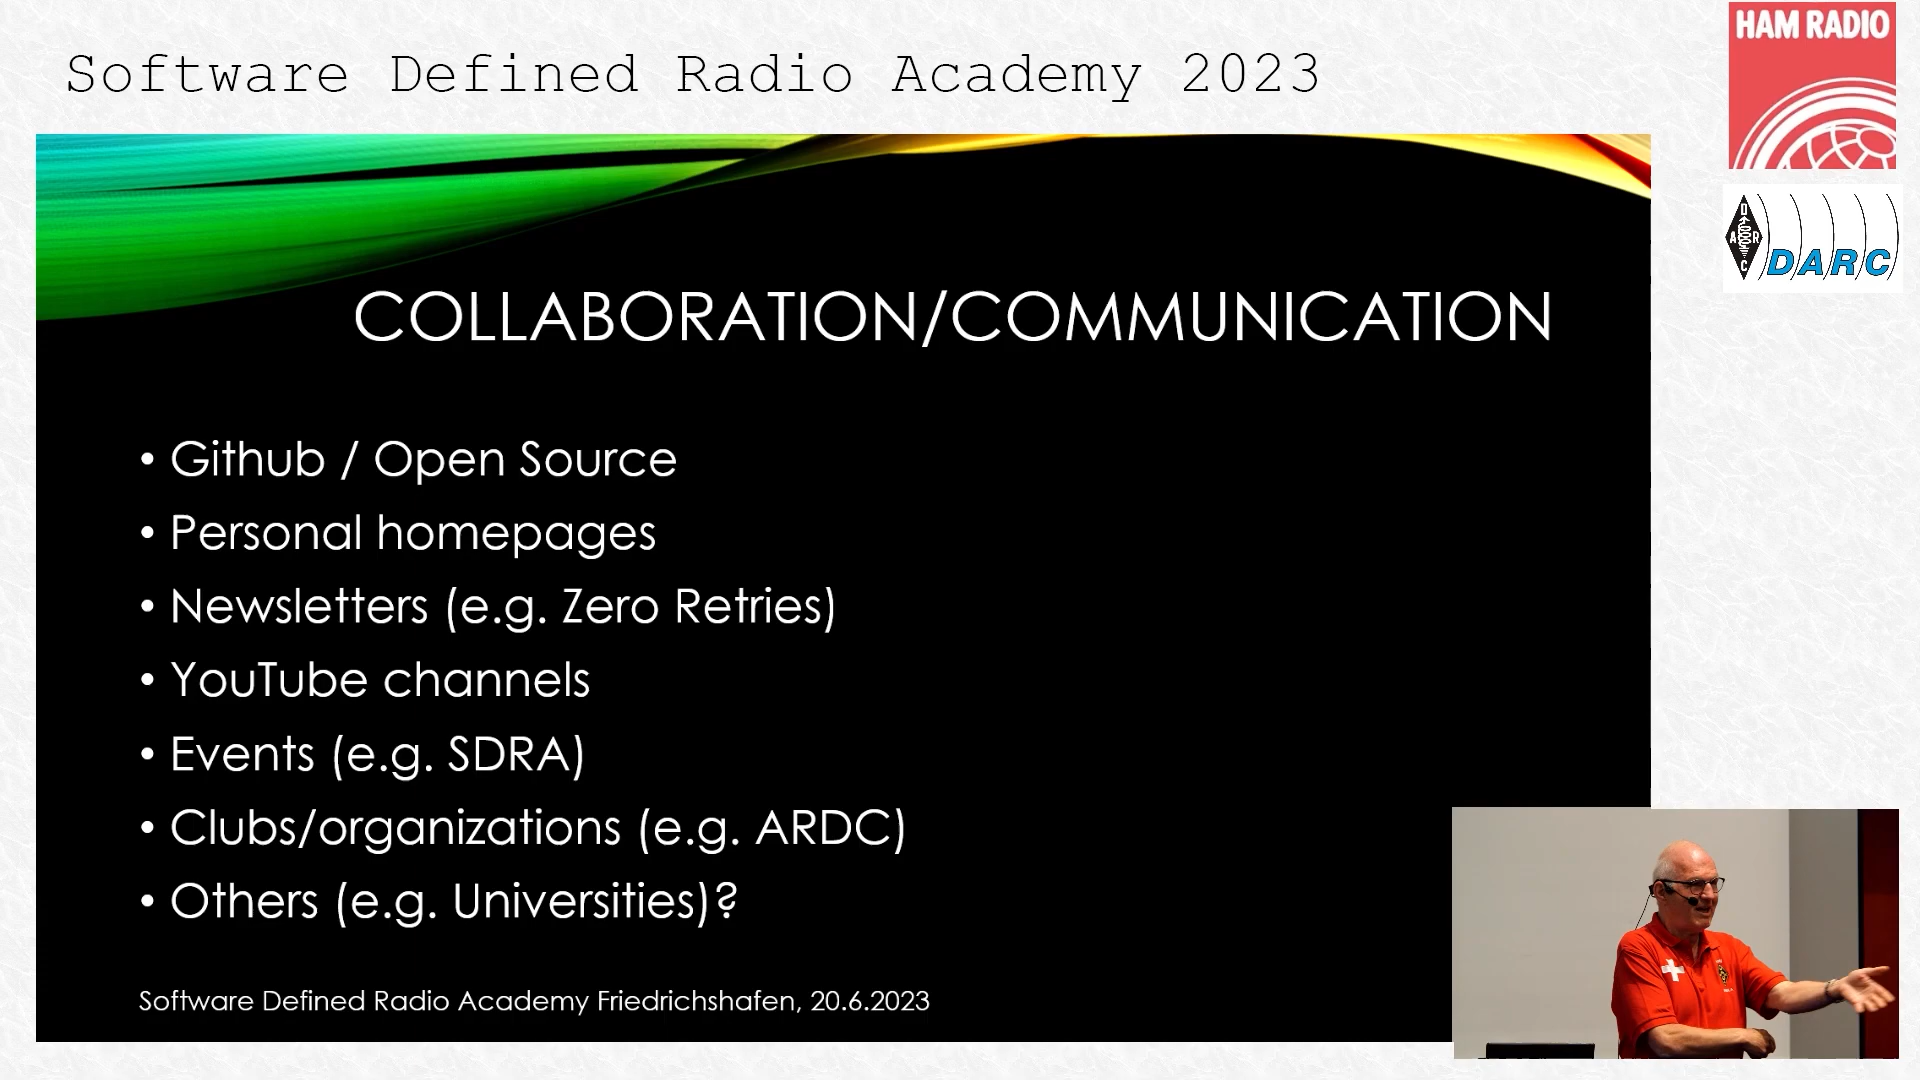 Software Defined Radio Academy 2023
HAM RADIO
D
A R
C
DARC
COLLABORATION/COMMUNICATION
• Github / Open Source
• Personal homepages
• Newsletters (e.g. Zero Retries)
• YouTube channels
• Events (e.g. SDRA)
• Clubs/organizations (e.g. ARDC)
• Others (e.g. Universities)?
Software Defined Radio Academy Friedrichshafen, 20.6.2023